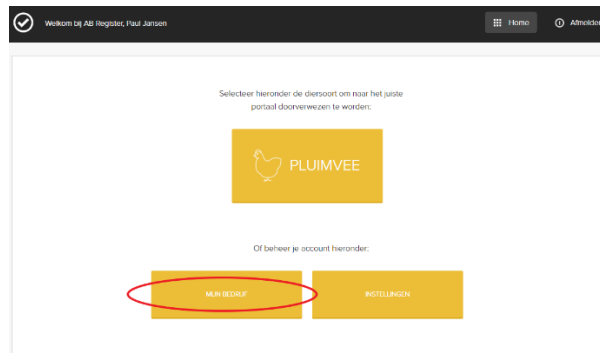 Welkom bij AB Register, Paul Jansen
Home
Afmelden
Selecteer hieronder de diersoort om naar het juiste
portaal doorverwezen te worden:
PLUIMVEE
Of beheer je account hieronder:
MIJN BEDRIJF
INSTELLINGEN